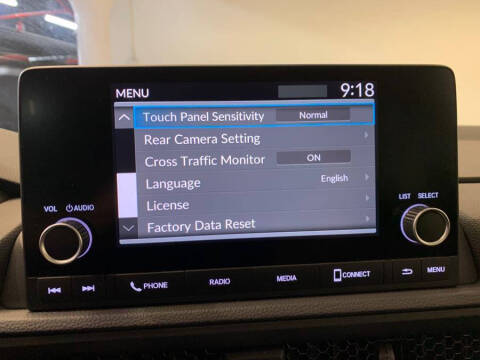 MENU 9:18
Touch Panel Sensitivity Normal
Rear Camera Setting
Cross Traffic Monitor ON
Language English
License
Factory Data Reset
VOL AUDIO
LIST SELECT
PHONE RADIO MEDIA CONNECT MENU